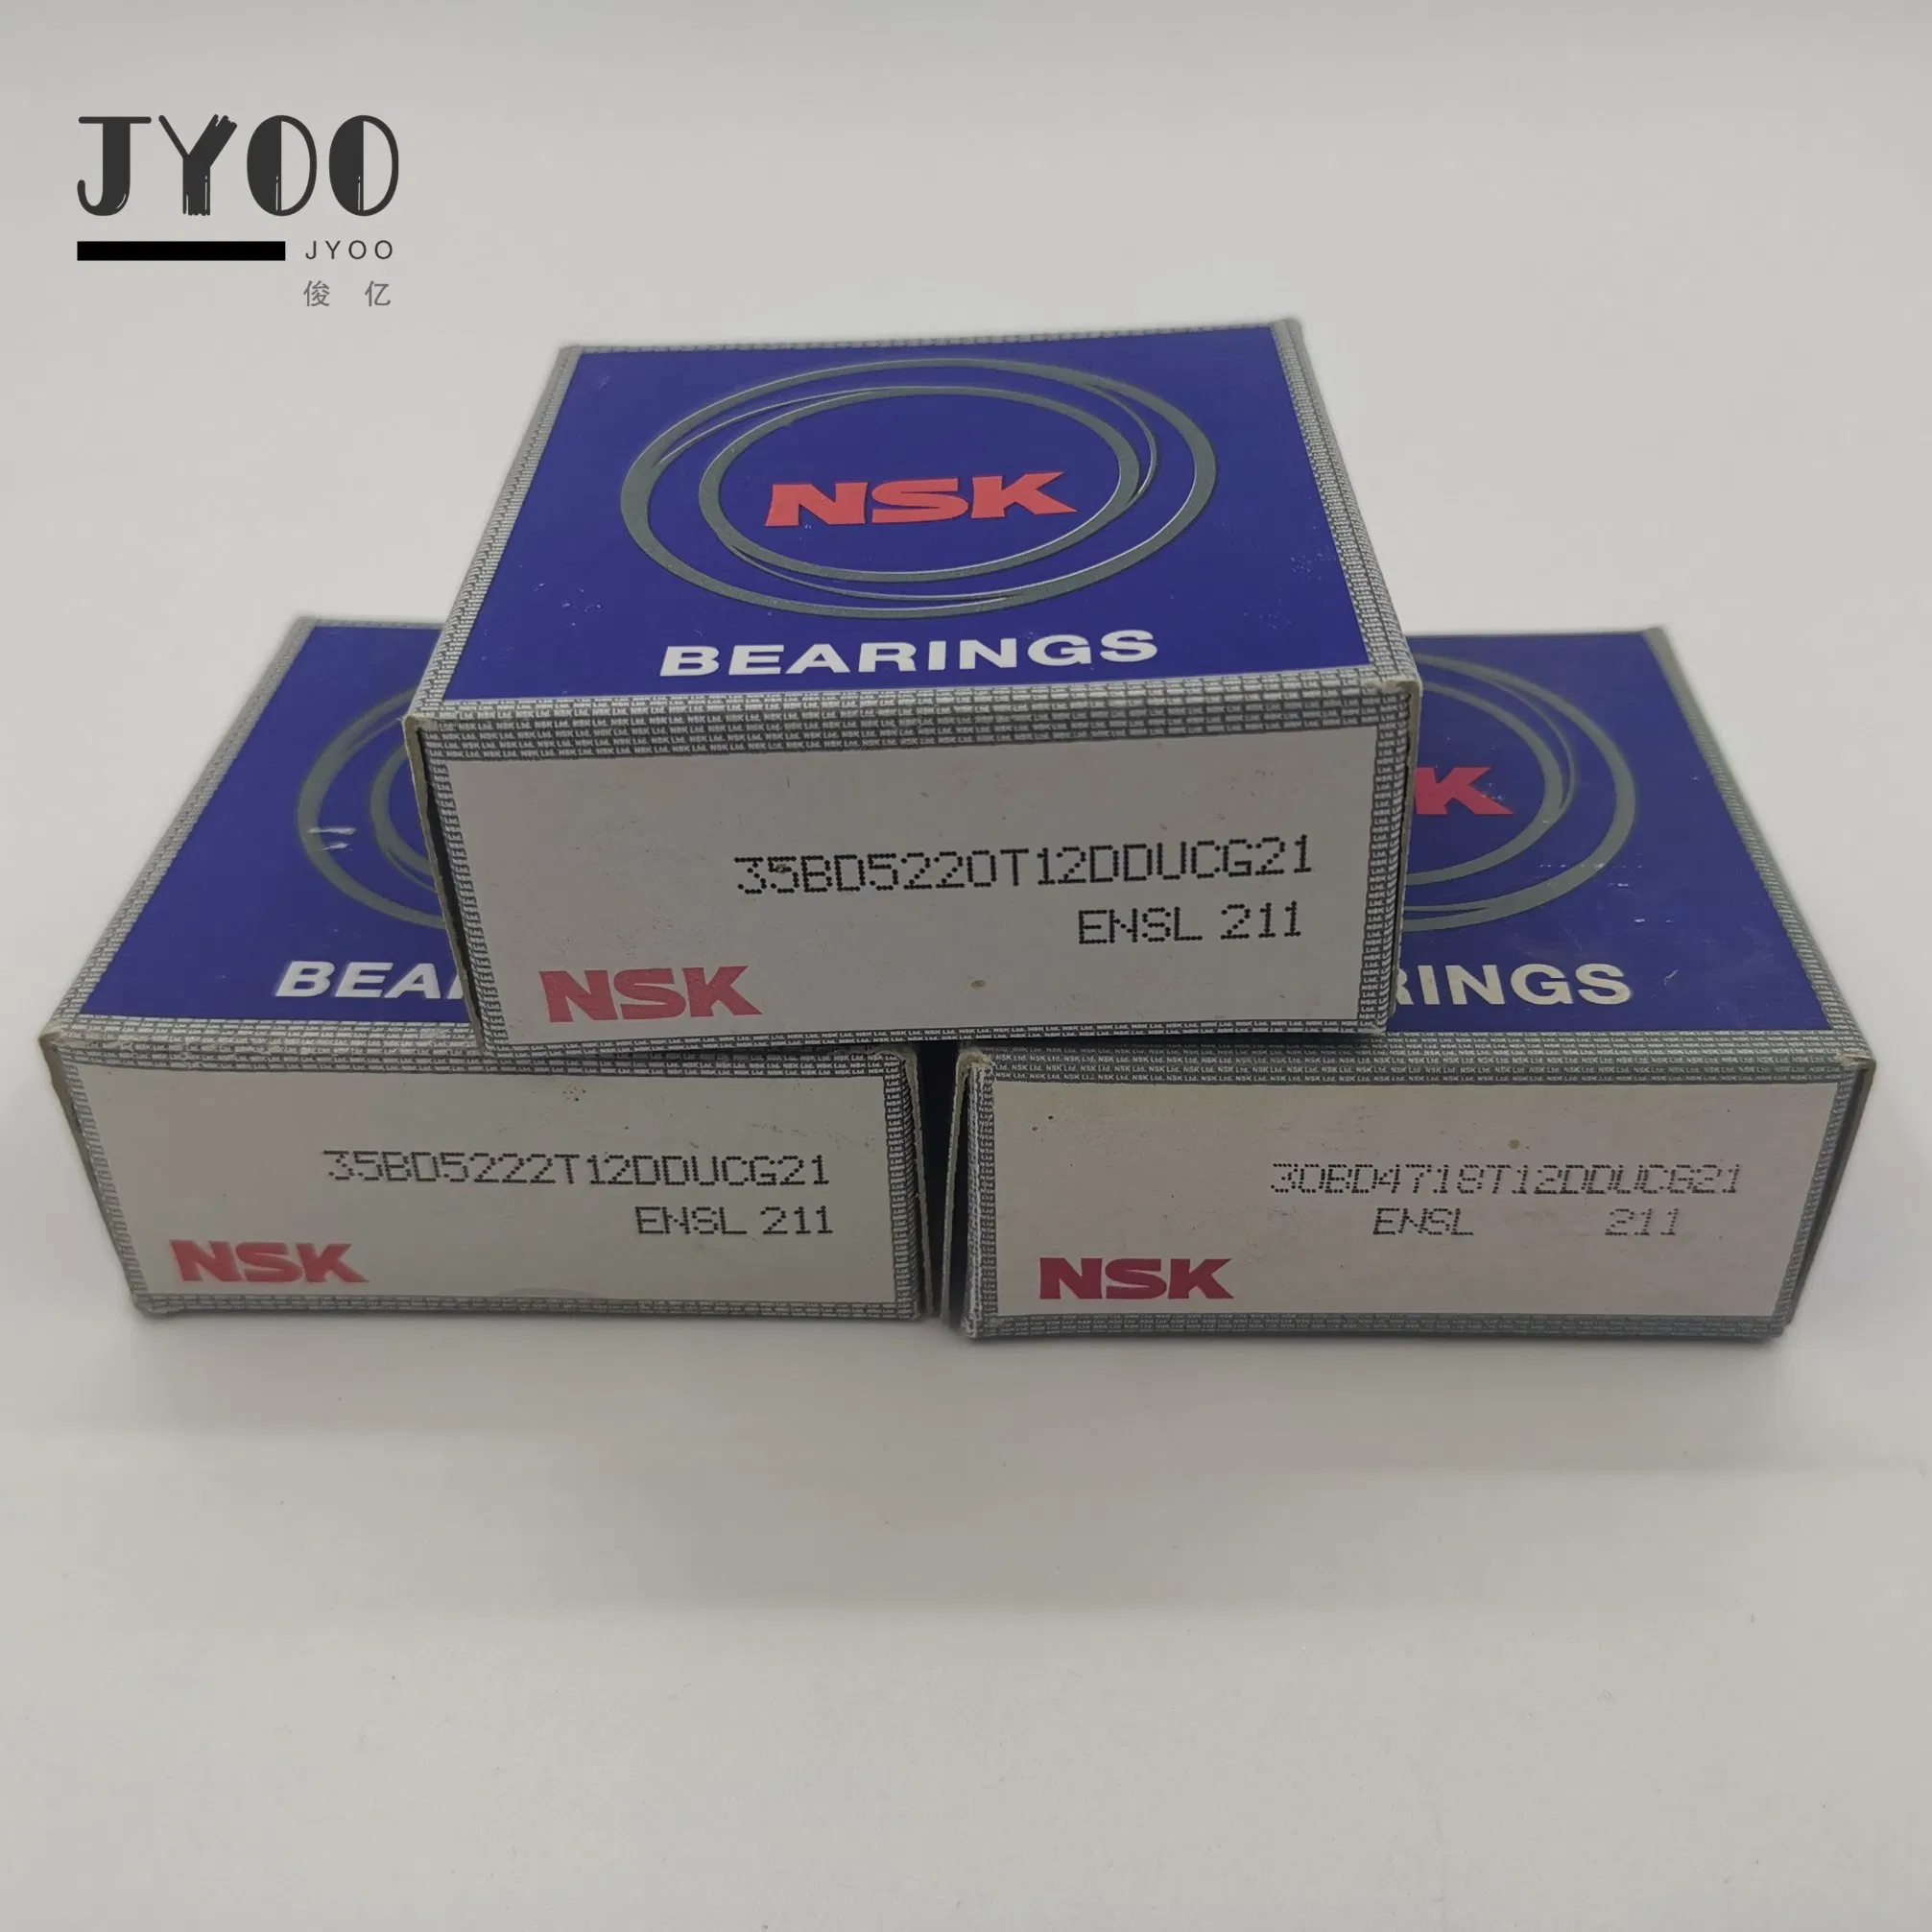 JYOO
JYOO
俊 亿
NSK
BEARINGS
35BD5220T12DDUCG21
ENSL 211
NSK
BEA
35BD5222T12DDUCG21
ENSL 211
NSK
SK
RINGS
30BD4718T12DDUCG21
ENSL 211
NSK